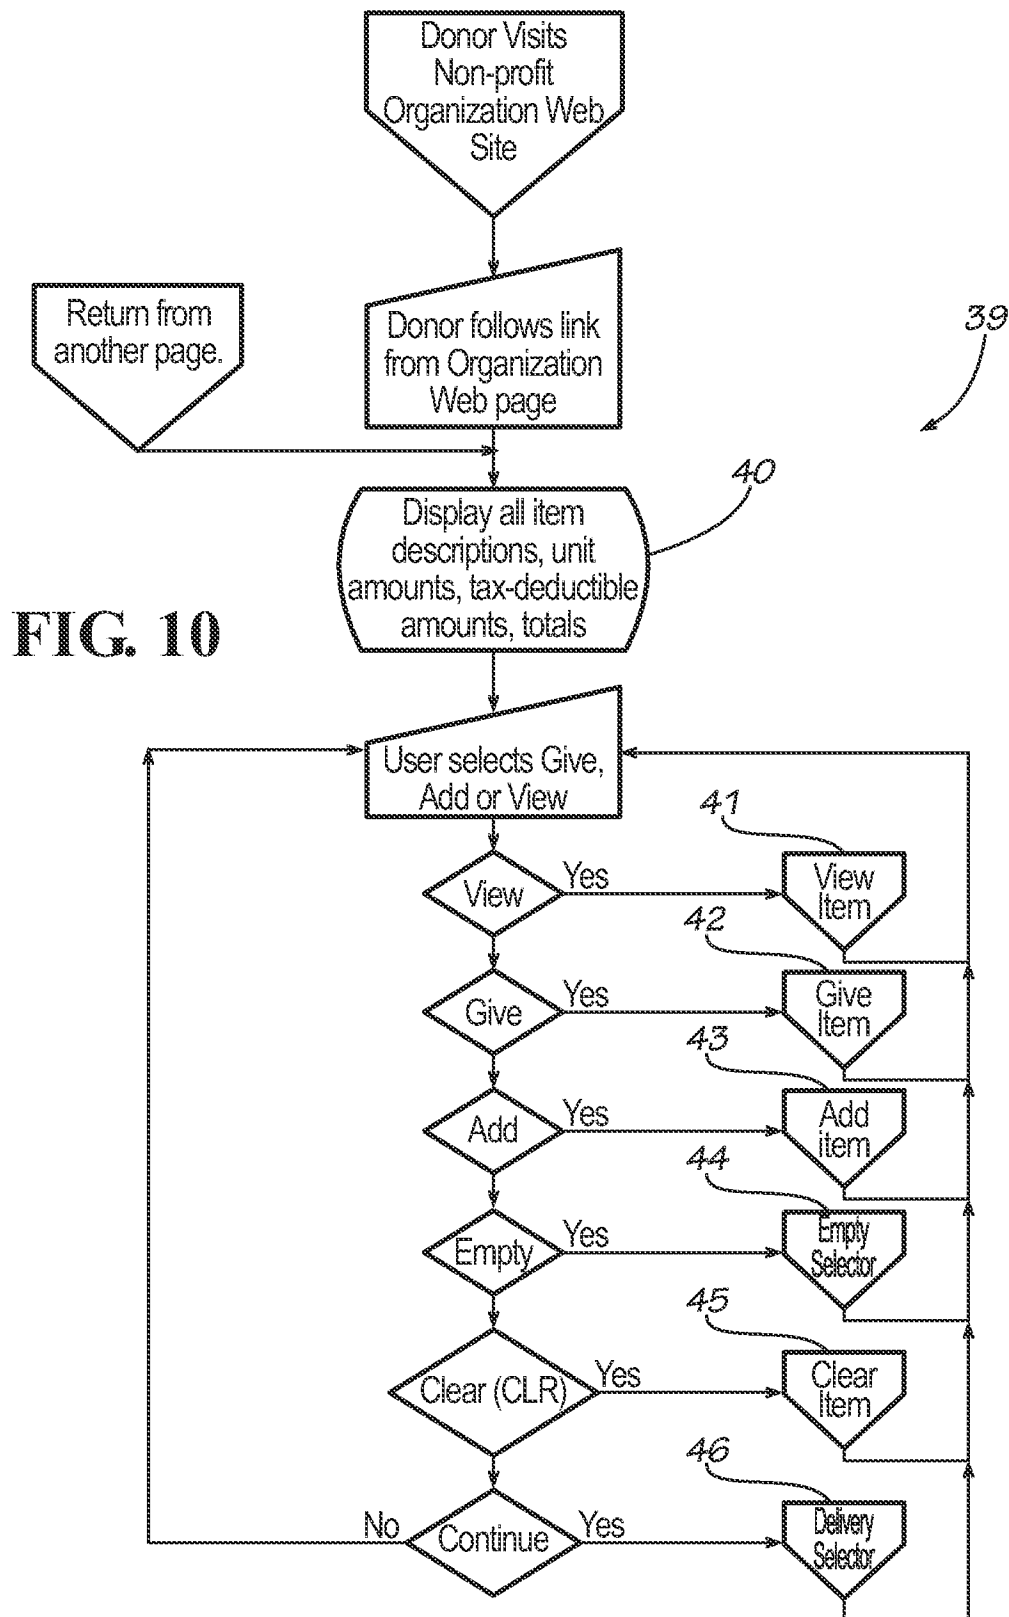 Donor Visits
Non-profit
Organization Web
Site
Donor follows link
from Organization
Web page
Return from
another page.
39
40
Display all item
descriptions, unit
amounts, tax-deductible
amounts, totals
FIG. 10
User selects Give,
Add or View
41
View
Yes
View
Item
42
Give
Yes
Give
Item
43
Add
Yes
Add
item
44
Empty
Yes
Empty
Selector
45
Clear (CLR)
Yes
Clear
Item
46
No
Continue
Yes
Delivery
Selector